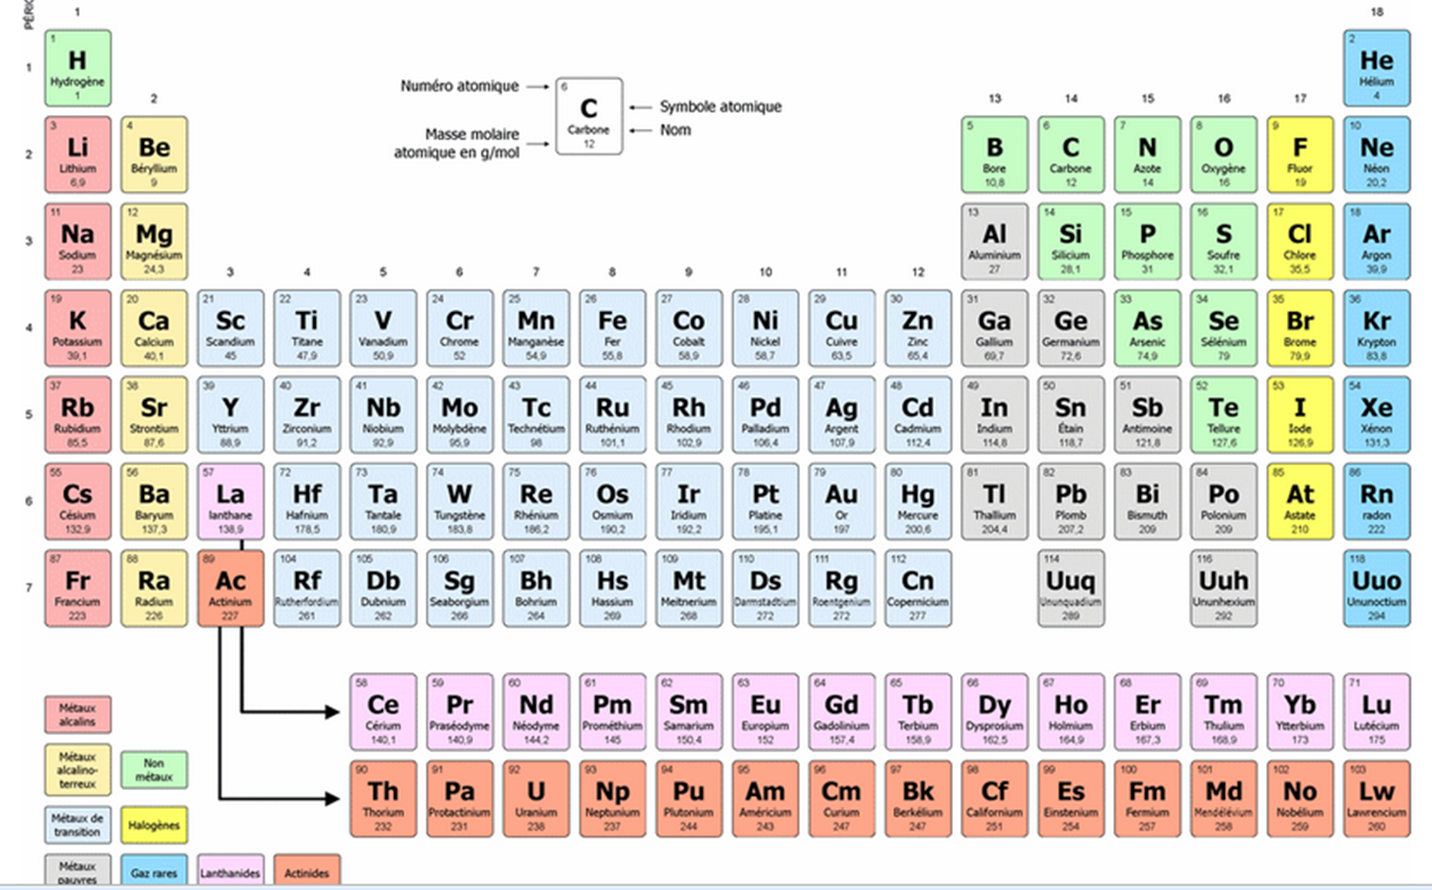 PÉRIO
1
18
1
1
H
Hydrogène
1
2
He
Hélium
4
Numéro atomique
Masse molaire
atomique en g/mol
6
C
Carbone
12
Symbole atomique
Nom
2
13
14
15
16
17
2
3
Li
Lithium
6,9
4
Be
Béryllium
9
5
B
Bore
10,8
6
C
Carbone
12
7
N
Azote
14
8
O
Oxygène
16
9
F
Fluor
19
10
Ne
Néon
20,2
3
11
Na
Sodium
23
12
Mg
Magnésium
24,3
13
Al
Aluminium
27
14
Si
Silicium
28,1
15
P
Phosphore
31
16
S
Soufre
32,1
17
Cl
Chlore
35,5
18
Ar
Argon
39,9
3
4
5
6
7
8
9
10
11
12
4
19
K
Potassium
39,1
20
Ca
Calcium
40,1
21
Sc
Scandium
45
22
Ti
Titane
47,9
23
V
Vanadium
50,9
24
Cr
Chrome
52
25
Mn
Manganèse
54,9
26
Fe
Fer
55,8
27
Co
Cobalt
58,9
28
Ni
Nickel
58,7
29
Cu
Cuivre
63,5
30
Zn
Zinc
65,4
31
Ga
Gallium
69,7
32
Ge
Germanium
72,6
33
As
Arsenic
74,9
34
Se
Sélénium
79
35
Br
Brome
79,9
36
Kr
Krypton
83,8
5
37
Rb
Rubidium
85,5
38
Sr
Strontium
87,6
39
Y
Yttrium
88,9
40
Zr
Zirconium
91,2
41
Nb
Niobium
92,9
42
Mo
Molybdène
95,9
43
Tc
Technétium
98
44
Ru
Ruthénium
101,1
45
Rh
Rhodium
102,9
46
Pd
Palladium
106,4
47
Ag
Argent
107,9
48
Cd
Cadmium
112,4
49
In
Indium
114,8
50
Sn
Étain
118,7
51
Sb
Antimoine
121,8
52
Te
Tellure
127,6
53
I
Iode
126,9
54
Xe
Xénon
131,3
6
55
Cs
Césium
132,9
56
Ba
Baryum
137,3
57
La
lanthane
138,9
72
Hf
Hafnium
178,5
73
Ta
Tantale
180,9
74
W
Tungstène
183,8
75
Re
Rhénium
186,2
76
Os
Osmium
190,2
77
Ir
Iridium
192,2
78
Pt
Platine
195,1
79
Au
Or
197
80
Hg
Mercure
200,6
81
Tl
Thallium
204,4
82
Pb
Plomb
207,2
83
Bi
Bismuth
209
84
Po
Polonium
209
85
At
Astate
210
86
Rn
radon
222
7
87
Fr
Francium
223
88
Ra
Radium
226
89
Ac
Actinium
227
104
Rf
Rutherfordium
261
105
Db
Dubnium
262
106
Sg
Seaborgium
266
107
Bh
Bohrium
264
108
Hs
Hassium
269
109
Mt
Meitnerium
268
110
Ds
Darmstadtium
272
111
Rg
Roentgenium
272
112
Cn
Copernicium
277
114
Uuq
Ununquadium
289
116
Uuh
Ununhexium
292
118
Uuo
Ununoctium
294
58
Ce
Cérium
140,1
59
Pr
Praséodyme
140,9
60
Nd
Néodyme
144,2
61
Pm
Prométhium
145
62
Sm
Samarium
150,4
63
Eu
Europium
152
64
Gd
Gadolinium
157,4
65
Tb
Terbium
158,9
66
Dy
Dysprosium
162,5
67
Ho
Holmium
164,9
68
Er
Erbium
167,3
69
Tm
Thulium
168,9
70
Yb
Ytterbium
173
71
Lu
Lutécium
175
90
Th
Thorium
232
91
Pa
Protactinium
231
92
U
Uranium
238
93
Np
Neptunium
237
94
Pu
Plutonium
244
95
Am
Américium
243
96
Cm
Curium
247
97
Bk
Berkélium
247
98
Cf
Californium
251
99
Es
Einstenium
254
100
Fm
Fermium
257
101
Md
Mendélévium
258
102
No
Nobélium
259
103
Lw
Lawrencium
260
Métaux
alcalins
Métaux
alcalino-
terreux
Non
métaux
Métaux de
transition
Halogènes
Métaux
pauvres
Gaz rares
Lanthanides
Actinides